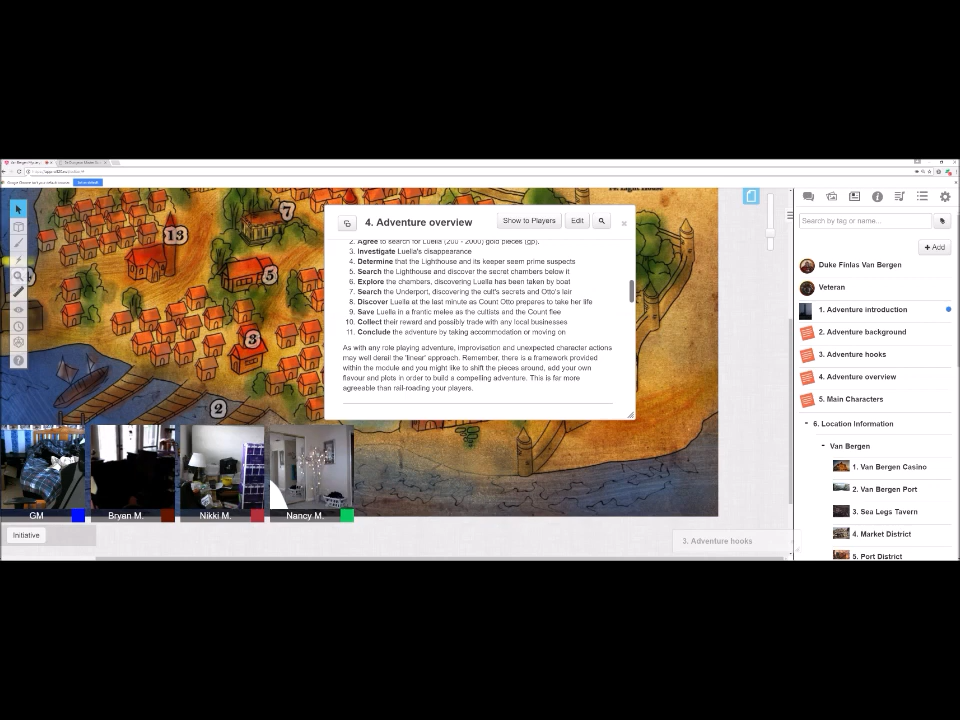 Van Bergen
4. Adventure overview
Show to Players
Edit
2. Agree to search for Luella (200 - 2000) gold pieces (gp).
3. Investigate Luella's disappearance
4. Determine that the Lighthouse and its keeper seem prime suspects
5. Search the Lighthouse and discover the secret chambers below it
6. Explore the chambers, discovering Luella has been taken by boat
7. Search the Underport, discovering the cult's secrets and Otto's lair
8. Discover Luella at the last minute as Count Otto prepares to take her life
9. Save Luella in a frantic melee as the cultists and the Count flee
10. Collect their reward and possibly trade with any local businesses
11. Conclude the adventure by taking accommodation or moving on
As with any role playing adventure, improvisation and unexpected character actions
may well derail the 'linear' approach. Remember, there is a framework provided
within the module and you might like to shift the pieces around, add your own
flavour and plots in order to build a compelling adventure. This is far more
agreeable than rail-roading your players.
7
13
5
3
2
GM
Bryan M.
Nikki M.
Nancy M.
Initiative
3. Adventure hooks
Search by tag or name...
+ Add
Duke Finlas Van Bergen
Veteran
1. Adventure introduction
2. Adventure background
3. Adventure hooks
4. Adventure overview
5. Main Characters
6. Location Information
Van Bergen
1. Van Bergen Casino
2. Van Bergen Port
3. Sea Legs Tavern
4. Market District
5. Port District